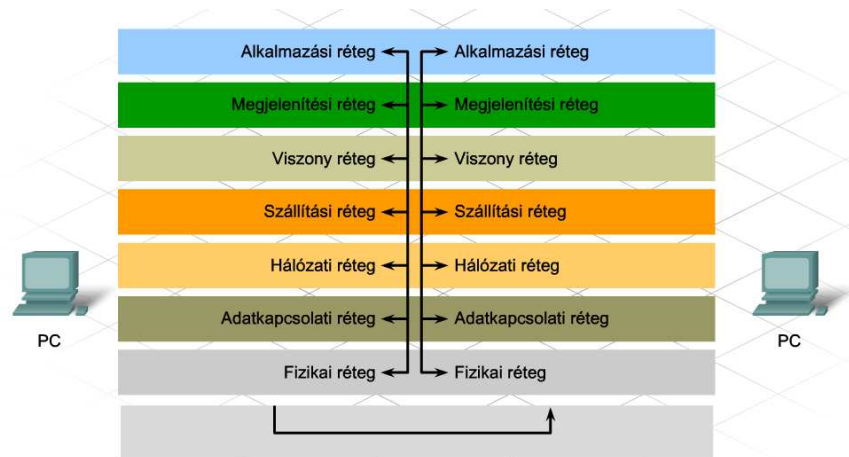 Alkalmazási réteg Alkalmazási réteg
Megjelenítési réteg Megjelenítési réteg
Viszony réteg Viszony réteg
Szállítási réteg Szállítási réteg
Hálózati réteg Hálózati réteg
Adatkapcsolati réteg Adatkapcsolati réteg
PC PC
Fizikai réteg Fizikai réteg